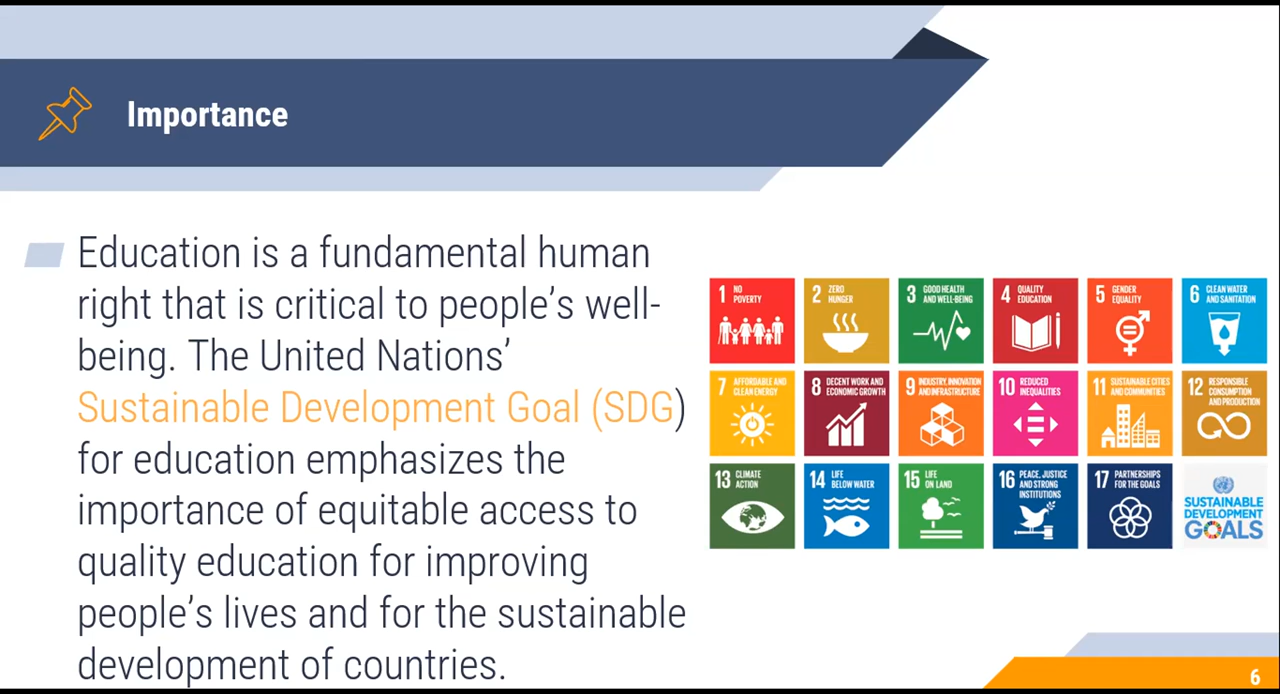 Importance
Education is a fundamental human
right that is critical to people's well-
being. The United Nations'
Sustainable Development Goal (SDG)
for education emphasizes the
importance of equitable access to
quality education for improving
people's lives and for the sustainable
development of countries.
1 NO
POVERTY
2 ZERO
HUNGER
3 GOOD HEALTH
AND WELL-BEING
4 QUALITY
EDUCATION
5 GENDER
EQUALITY
6 CLEAN WATER
AND SANITATION
7 AFFORDABLE AND
CLEAN ENERGY
8 DECENT WORK AND
ECONOMIC GROWTH
9 INDUSTRY, INNOVATION
AND INFRASTRUCTURE
10 REDUCED
INEQUALITIES
11 SUSTAINABLE CITIES
AND COMMUNITIES
12 RESPONSIBLE
CONSUMPTION
AND PRODUCTION
13 CLIMATE
ACTION
14 LIFE
BELOW WATER
15 LIFE
ON LAND
16 PEACE, JUSTICE
AND STRONG
INSTITUTIONS
17 PARTNERSHIPS
FOR THE GOALS
SUSTAINABLE
DEVELOPMENT
GOALS
6